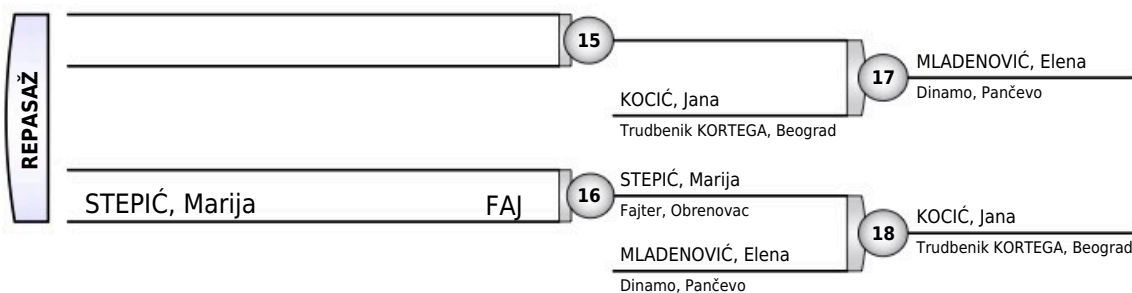 REPASAŽ
15
KOCIĆ, Jana
Trudbenik KORTEGA, Beograd
17
MLADENOVIĆ, Elena
Dinamo, Pančevo
STEPIĆ, Marija FAJ
16
STEPIĆ, Marija
Fajter, Obrenovac
MLADENOVIĆ, Elena
Dinamo, Pančevo
18
KOCIĆ, Jana
Trudbenik KORTEGA, Beograd